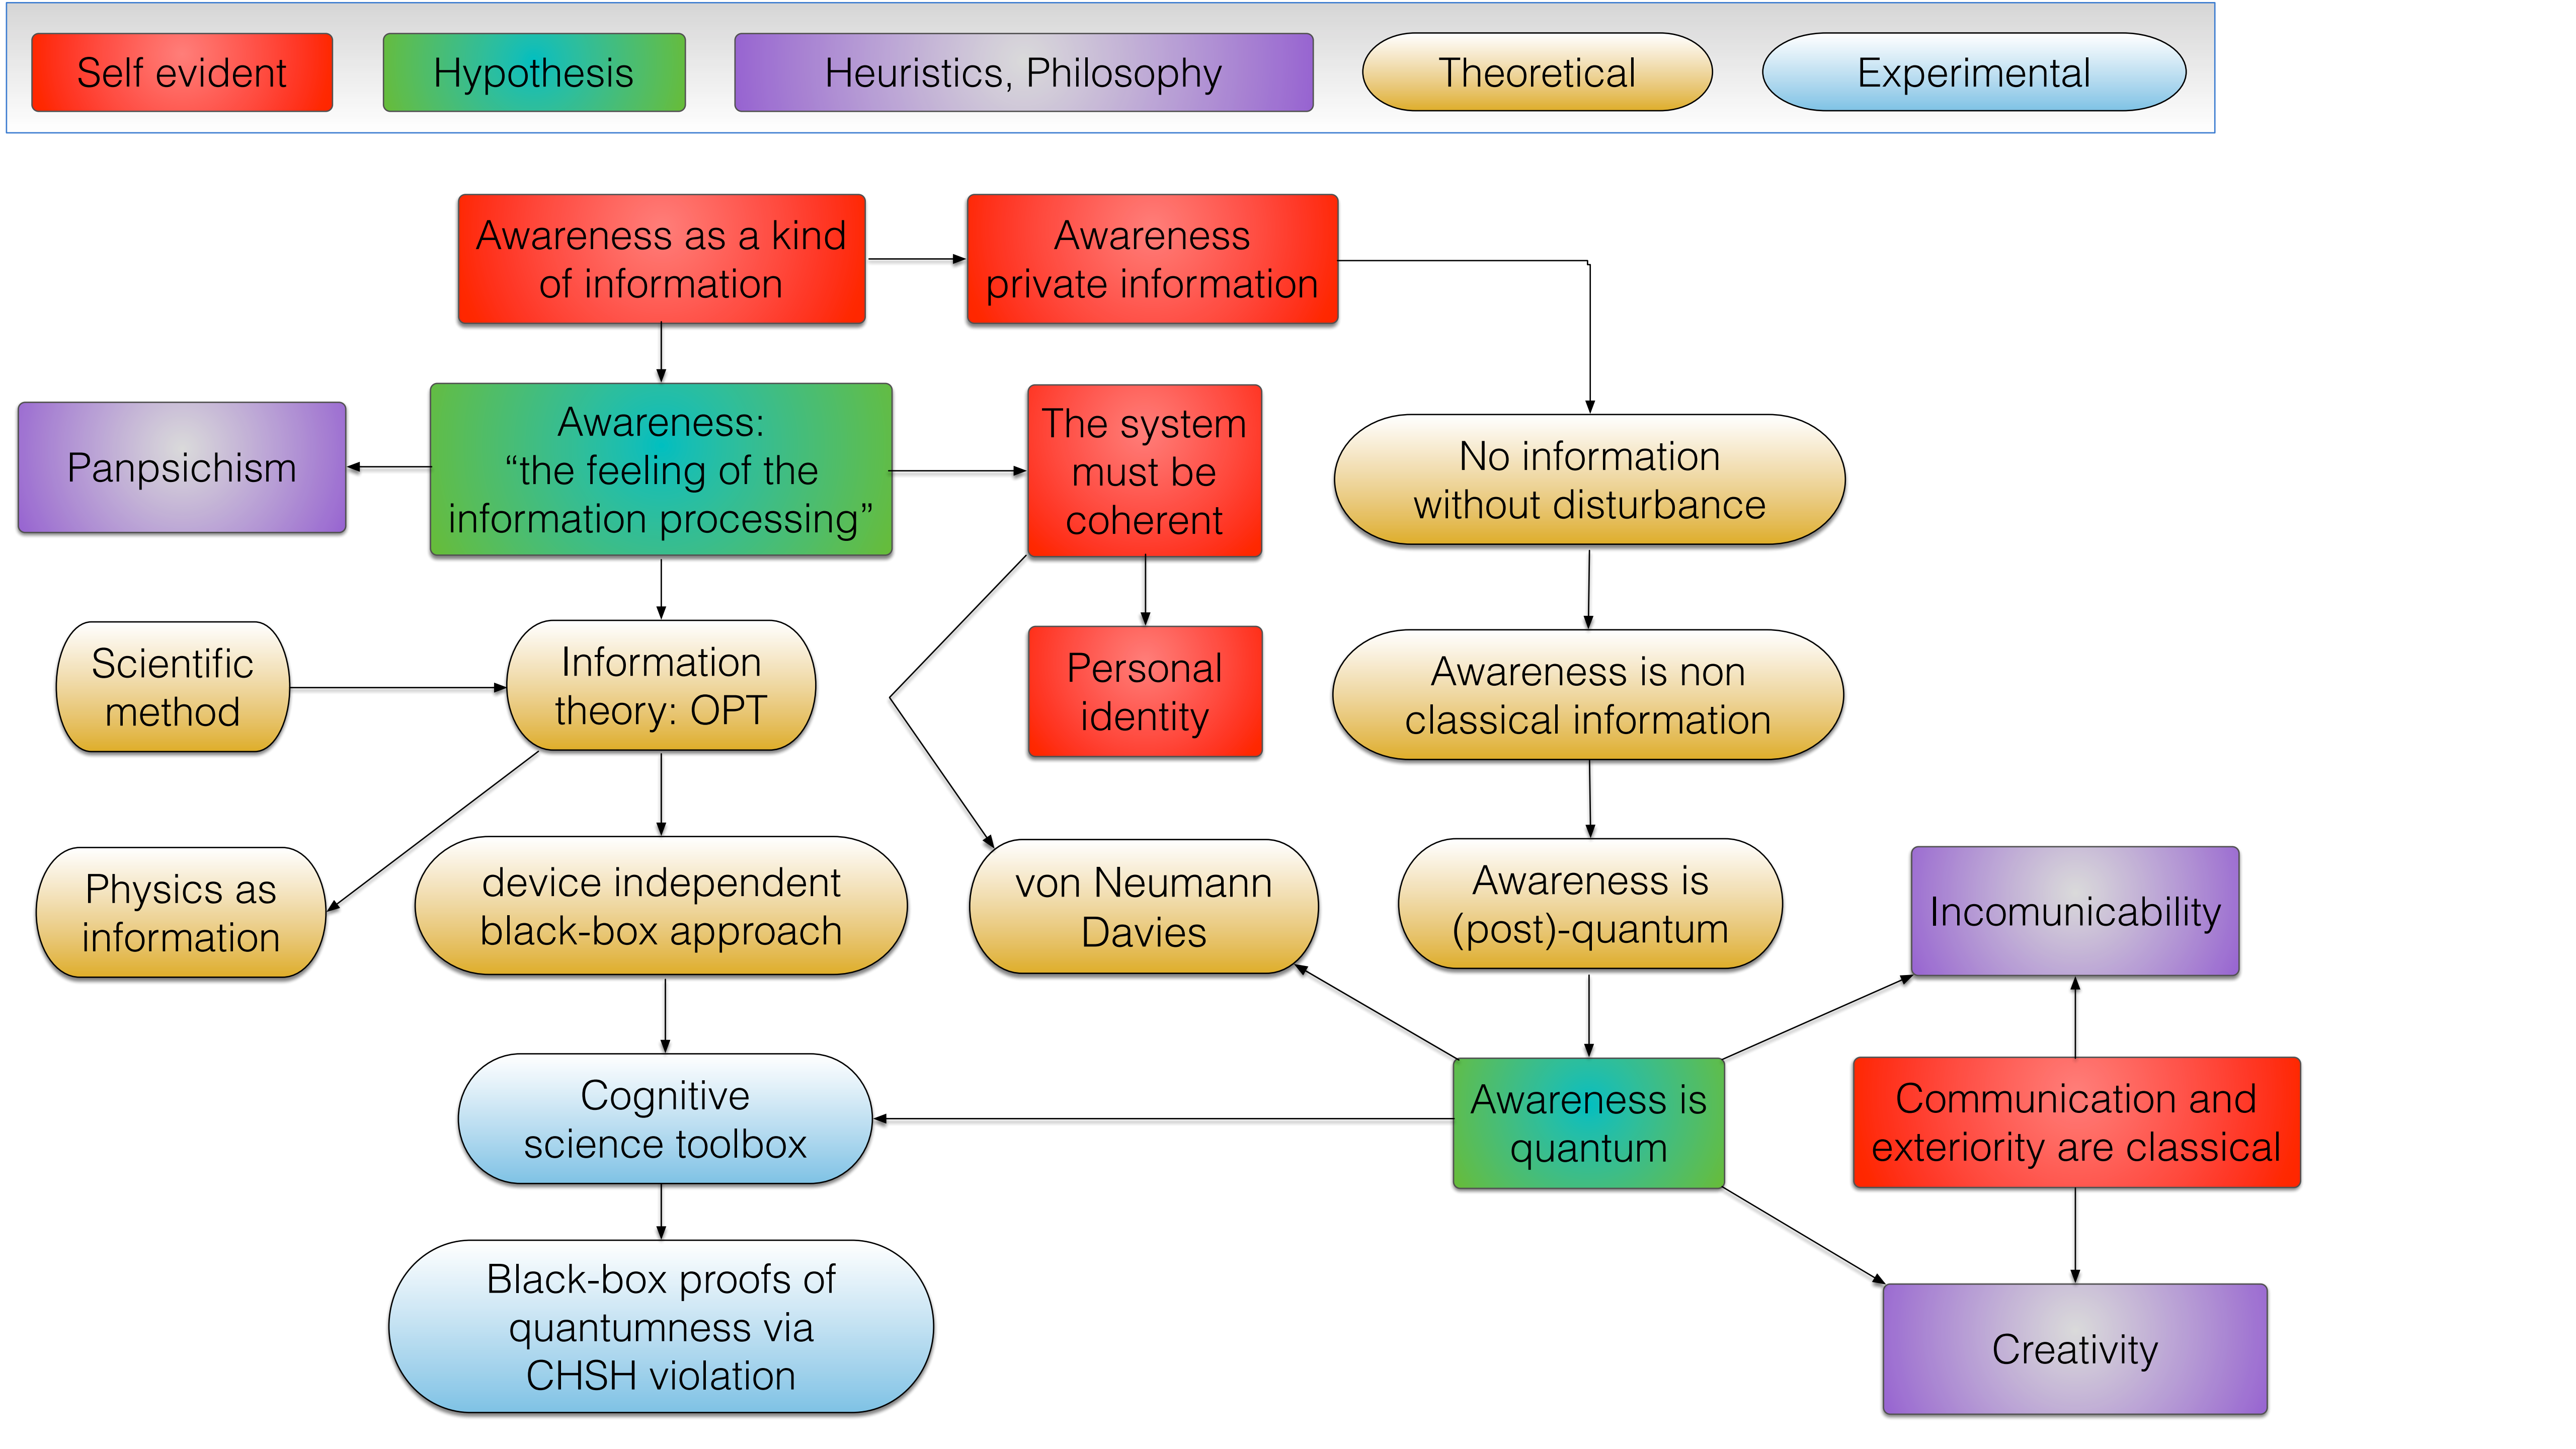 Self evident
Hypothesis
Heuristics, Philosophy
Theoretical
Experimental
Awareness as a kind
of information
Awareness
private information
Panpsichism
Awareness:
“the feeling of the
information processing”
The system
must be
coherent
No information
without disturbance
Scientific
method
Information
theory: OPT
Personal
identity
Awareness is non
classical information
Physics as
information
device independent
black-box approach
von Neumann
Davies
Awareness is
(post)-quantum
Incomunicability
Cognitive
science toolbox
Awareness is
quantum
Communication and
exteriority are classical
Black-box proofs of
quantumness via
CHSH violation
Creativity